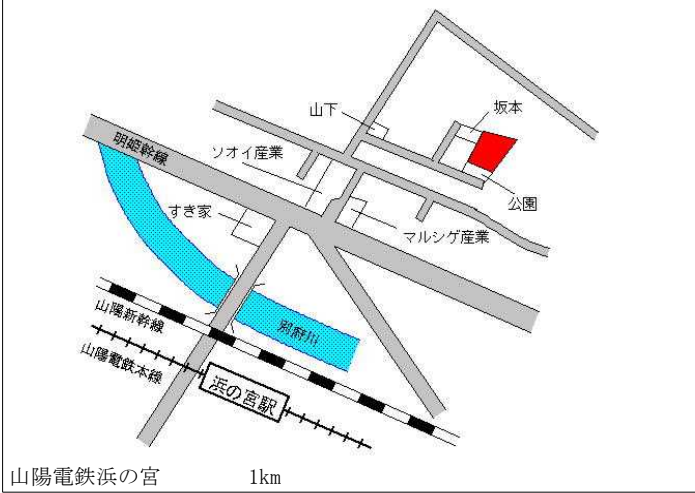 山下
坂本
明姫幹線
ソオイ産業
すき家
公園
マルシゲ産業
山陽新幹線
別府川
山陽電鉄本線
浜の宮駅
山陽電鉄浜の宮 1km